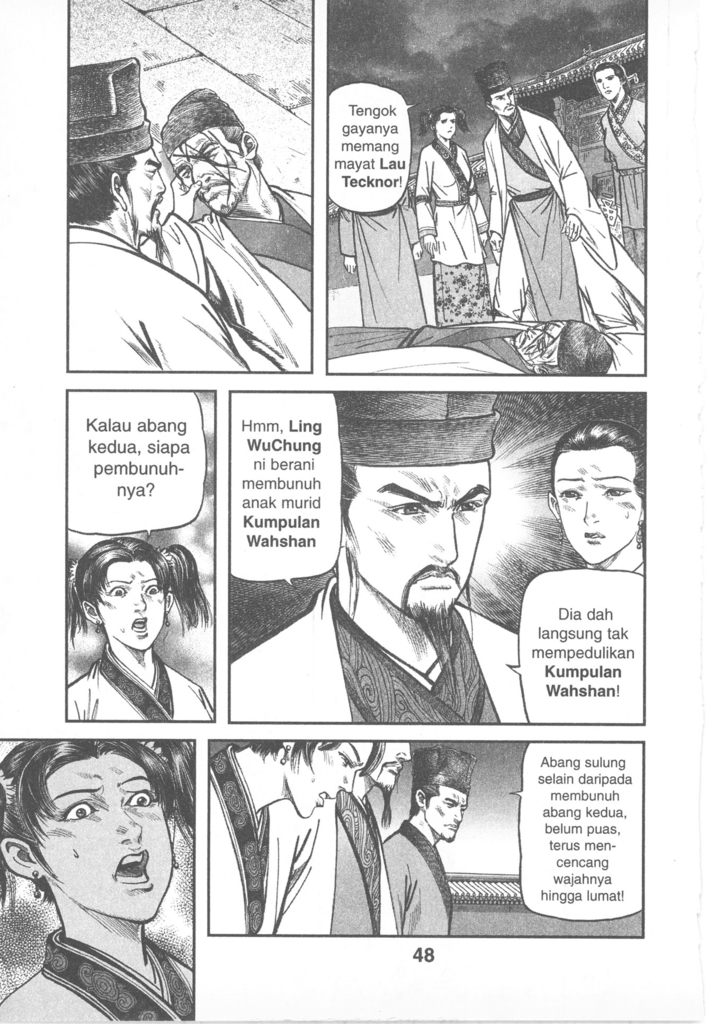 Tengok
gayanya
memang
mayat Lau
Tecknor!
Kalau abang
kedua, siapa
pembunuh-
nya?
Hmm, Ling
WuChung
ni berani
membunuh
anak murid
Kumpulan
Wahshan
Dia dah
langsung tak
mempedulikan
Kumpulan
Wahshan!
Abang sulung
selain daripada
membunuh
abang kedua,
belum puas,
terus men-
cencang
wajahnya
hingga lumat!
48